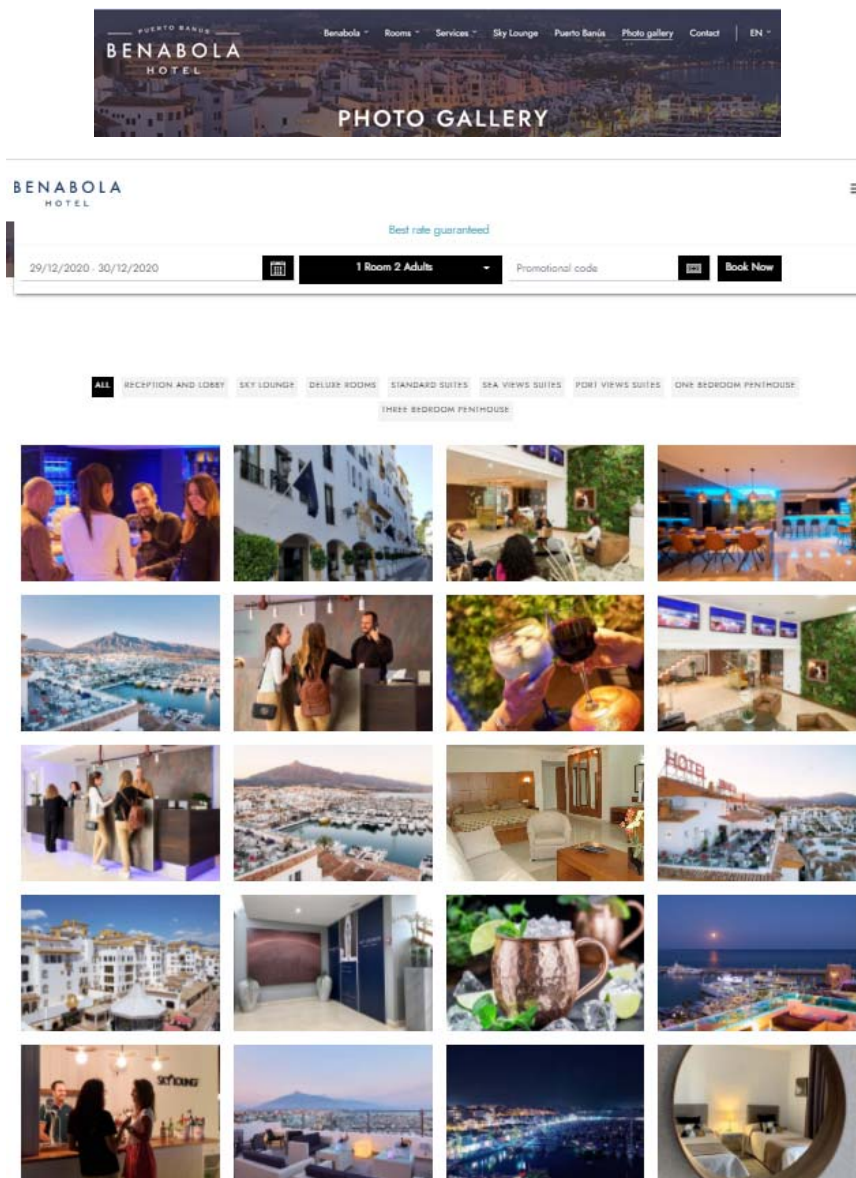 PUERTO BANÚS
BENABOLA
HOTEL
Benabola Rooms Services Sky Lounge Puerto Banús Photo gallery Contact EN
PHOTO GALLERY
BENABOLA
HOTEL
Best rate guaranteed
29/12/2020 - 30/12/2020 1 Room 2 Adults Promotional code Book Now
ALL RECEPTION AND LOBBY SKY LOUNGE DELUXE ROOMS STANDARD SUITES SEA VIEWS SUITES PORT VIEWS SUITES ONE BEDROOM PENTHOUSE
THREE BEDROOM PENTHOUSE
HOTEL
SKY LOUNGE